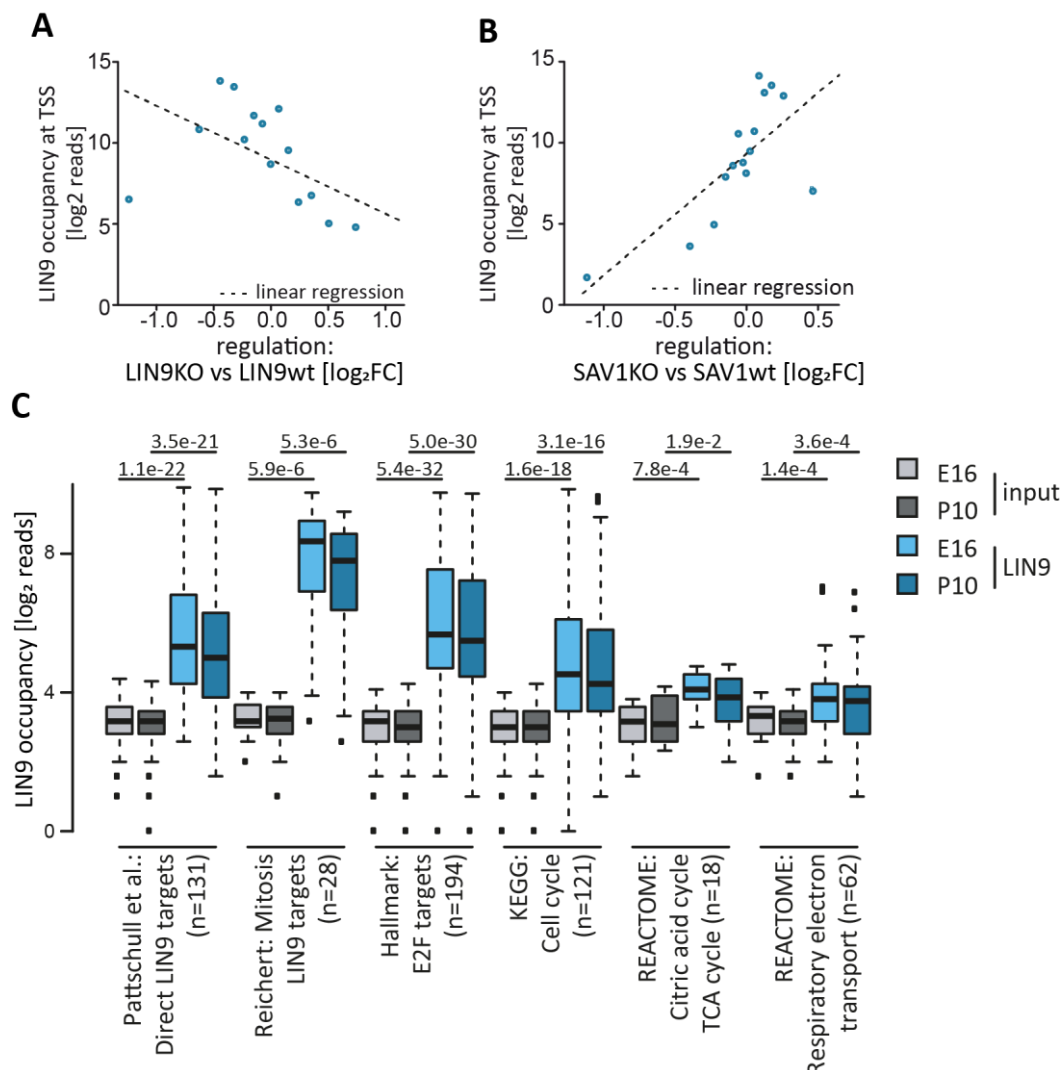 A
15
10
5
0
LIN9 occupancy at TSS
[log2 reads]
linear regression
-1.0 -0.5 0.0 0.5 1.0
regulation:
LIN9KO vs LIN9wt [log₂FC]
B
15
10
5
0
LIN9 occupancy at TSS
[log2 reads]
linear regression
-1.0 -0.5 0.0 0.5
regulation:
SAV1KO vs SAV1wt [log₂FC]
C
3.5e-21 5.3e-6 5.0e-30 3.1e-16 1.9e-2 3.6e-4
1.1e-22 5.9e-6 5.4e-32 1.6e-18 7.8e-4 1.4e-4
E16
P10
input
E16
P10
LIN9
LIN9 occupancy [log₂ reads]
8
4
0
Pattschull et al.:
Direct LIN9 targets
(n=131)
Reichert: Mitosis
LIN9 targets
(n=28)
Hallmark:
E2F targets
(n=194)
KEGG:
Cell cycle
(n=121)
REACTOME:
Citric acid cycle
TCA cycle (n=18)
REACTOME:
Respiratory electron
transport (n=62)